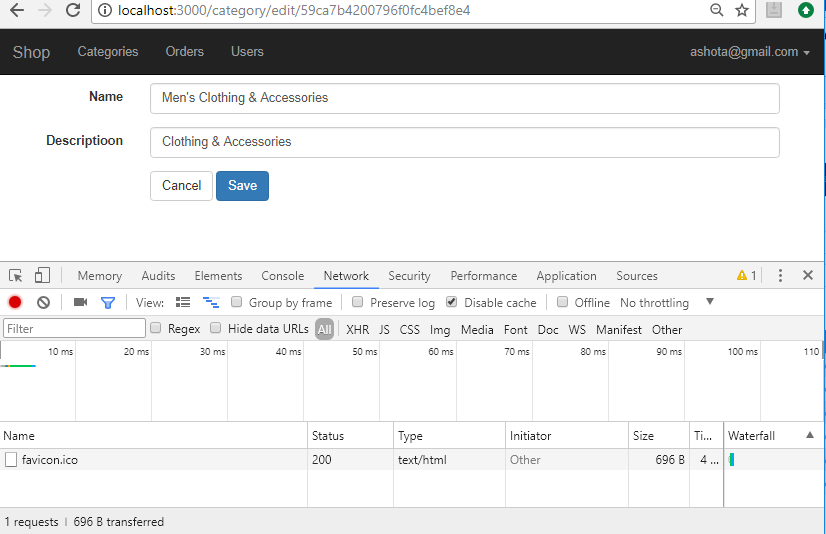 localhost:3000/category/edit/59ca7b4200796f0fc4bef8e4
Shop Categories Orders Users ashota@gmail.com
Name Men's Clothing & Accessories
Descriptioon Clothing & Accessories
Cancel Save
Memory Audits Elements Console Network Security Performance Application Sources 1
View: Group by frame Preserve log Disable cache Offline No throttling
Filter Regex Hide data URLs All XHR JS CSS Img Media Font Doc WS Manifest Other
10 ms 20 ms 30 ms 40 ms 50 ms 60 ms 70 ms 80 ms 90 ms 100 ms 110
Name Status Type Initiator Size Ti... Waterfall
favicon.ico 200 text/html Other 696 B 4 ...
1 requests | 696 B transferred